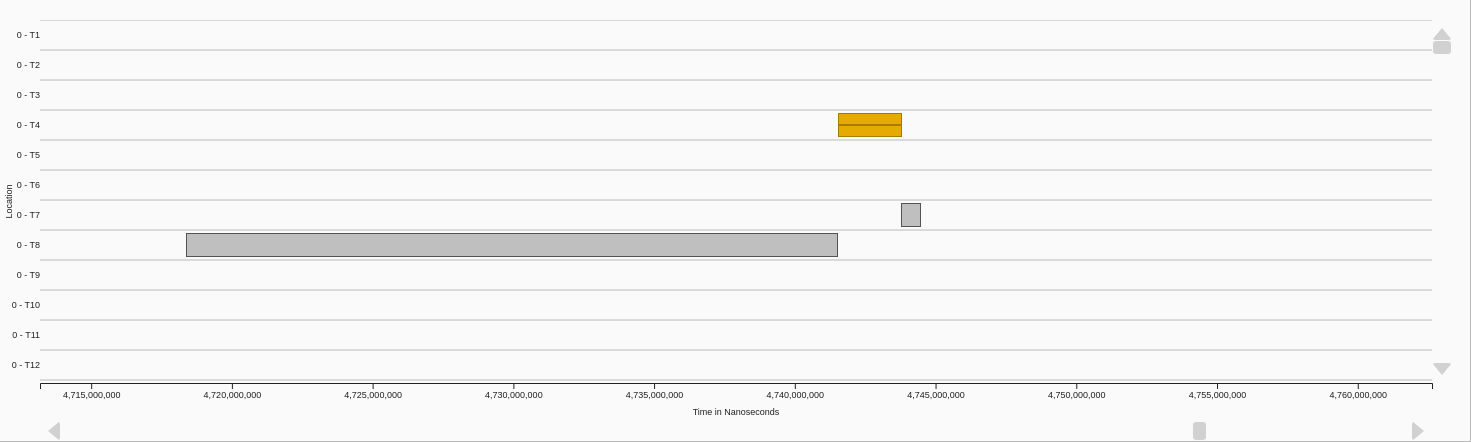 Location
0 - T1
0 - T2
0 - T3
0 - T4
0 - T5
0 - T6
0 - T7
0 - T8
0 - T9
0 - T10
0 - T11
0 - T12
4,715,000,000 4,720,000,000 4,725,000,000 4,730,000,000 4,735,000,000 4,740,000,000 4,745,000,000 4,750,000,000 4,755,000,000 4,760,000,000
Time in Nanoseconds